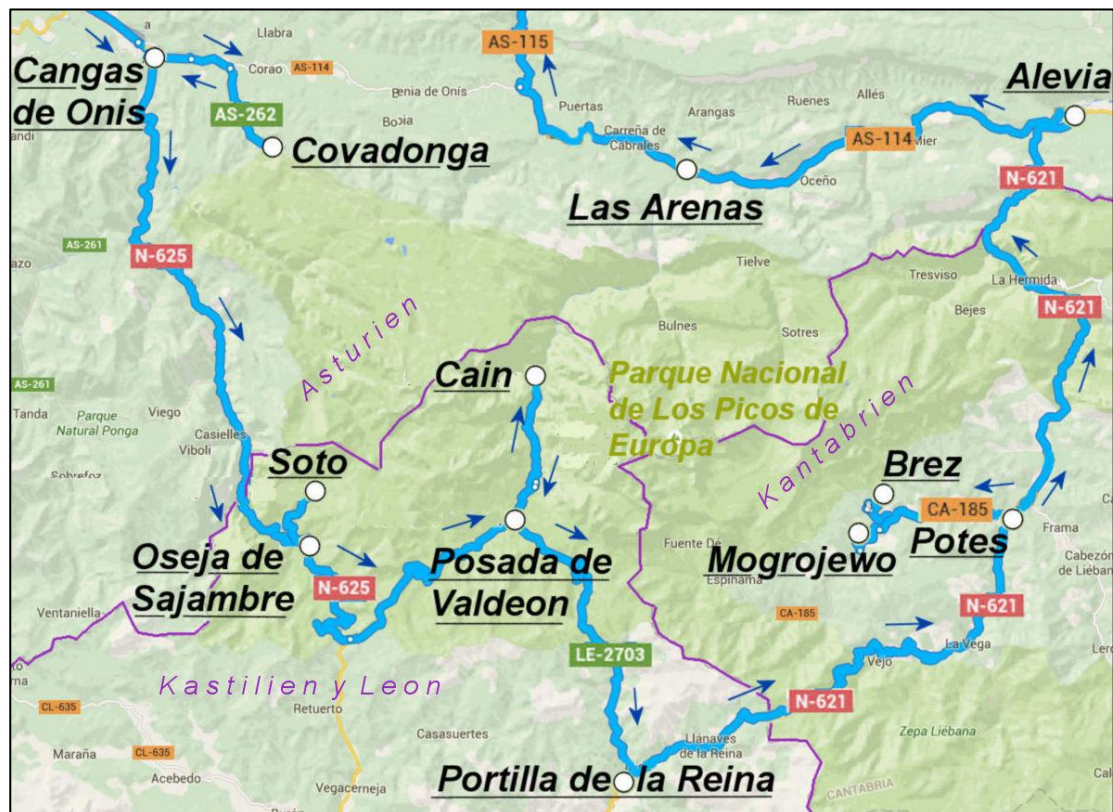 a
Llabra
AS-115
Cangas
de Onis
Corao
AS-114
Alevia
AS-262
Puertas
Arangas
Ruenes
Allés
Covadonga
Carreña de
Cabrales
AS-114
Mier
Las Arenas
Oceño
N-621
AS-261
N-625
Tielve
Tresviso
La Hermida
N-621
Bejes
Asturien
Bulnes
Sotres
AS-261
Cain
Parque Nacional
de Los Picos de
Europa
Kantabrien
Tanda
Parque
Natural Ponga
Viego
Casielles
Viboli
Soto
Brez
CA-185
Fuente Dé
Mogrojewo
Potes
Frama
Espinama
Cabezón
de Liébana
Oseja de
Sajambre
N-625
Posada de
Valdeon
CA-185
N-621
Ventaniella
LE-2703
La Vega
Vejo
Kastilien y Leon
N-621
CL-635
Retuerto
Zepa Liébana
Casasuertes
Llánaves
de la Reina
Maraña
CL-635
Acebedo
Vegacerneja
Portilla de la Reina
CANTABRIA